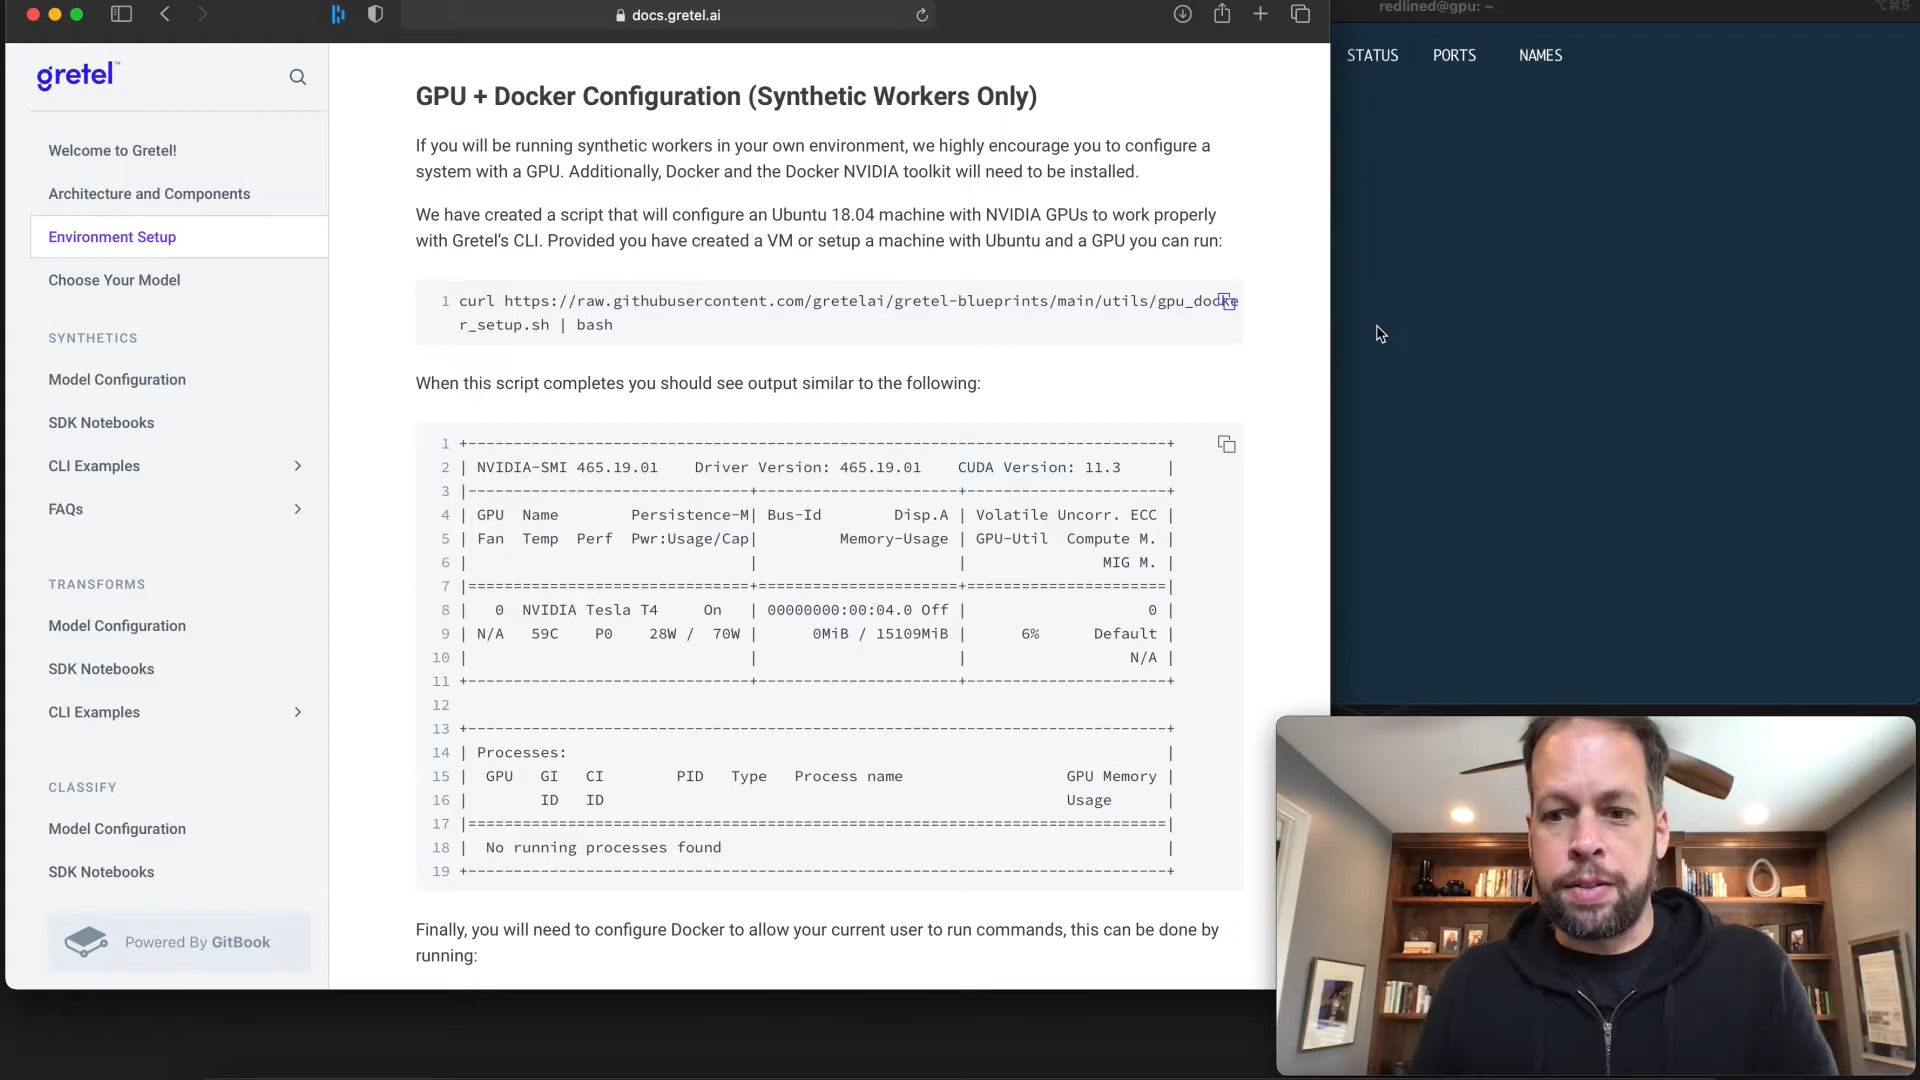 docs.gretel.ai
redlined@gpu: ~
⌥⌘5
STATUS PORTS NAMES
gretel™
Welcome to Gretel!
Architecture and Components
Environment Setup
Choose Your Model
SYNTHETICS
Model Configuration
SDK Notebooks
CLI Examples
FAQs
TRANSFORMS
Model Configuration
SDK Notebooks
CLI Examples
CLASSIFY
Model Configuration
SDK Notebooks
Powered By GitBook
GPU + Docker Configuration (Synthetic Workers Only)
If you will be running synthetic workers in your own environment, we highly encourage you to configure a
system with a GPU. Additionally, Docker and the Docker NVIDIA toolkit will need to be installed.
We have created a script that will configure an Ubuntu 18.04 machine with NVIDIA GPUs to work properly
with Gretel’s CLI. Provided you have created a VM or setup a machine with Ubuntu and a GPU you can run:
1 curl https://raw.githubusercontent.com/gretelai/gretel-blueprints/main/utils/gpu_docke
r_setup.sh | bash
When this script completes you should see output similar to the following:
1 +-----------------------------------------------------------------------------+
2 | NVIDIA-SMI 465.19.01    Driver Version: 465.19.01    CUDA Version: 11.3     |
3 |-------------------------------+----------------------+----------------------+
4 | GPU  Name        Persistence-M| Bus-Id        Disp.A | Volatile Uncorr. ECC |
5 | Fan  Temp  Perf  Pwr:Usage/Cap|         Memory-Usage | GPU-Util  Compute M. |
6 |                               |                      |               MIG M. |
7 |===============================+======================+======================|
8 |   0  NVIDIA Tesla T4     On   | 00000000:00:04.0 Off |                    0 |
9 | N/A   59C    P0    28W /  70W |      0MiB / 15109MiB |      6%      Default |
10 |                               |                      |                  N/A |
11 +-------------------------------+----------------------+----------------------+
12
13 +-----------------------------------------------------------------------------+
14 | Processes:                                                                  |
15 |  GPU   GI   CI        PID   Type   Process name                  GPU Memory |
16 |        ID   ID                                                   Usage      |
17 |=============================================================================|
18 |  No running processes found                                                 |
19 +-----------------------------------------------------------------------------+
Finally, you will need to configure Docker to allow your current user to run commands, this can be done by
running: